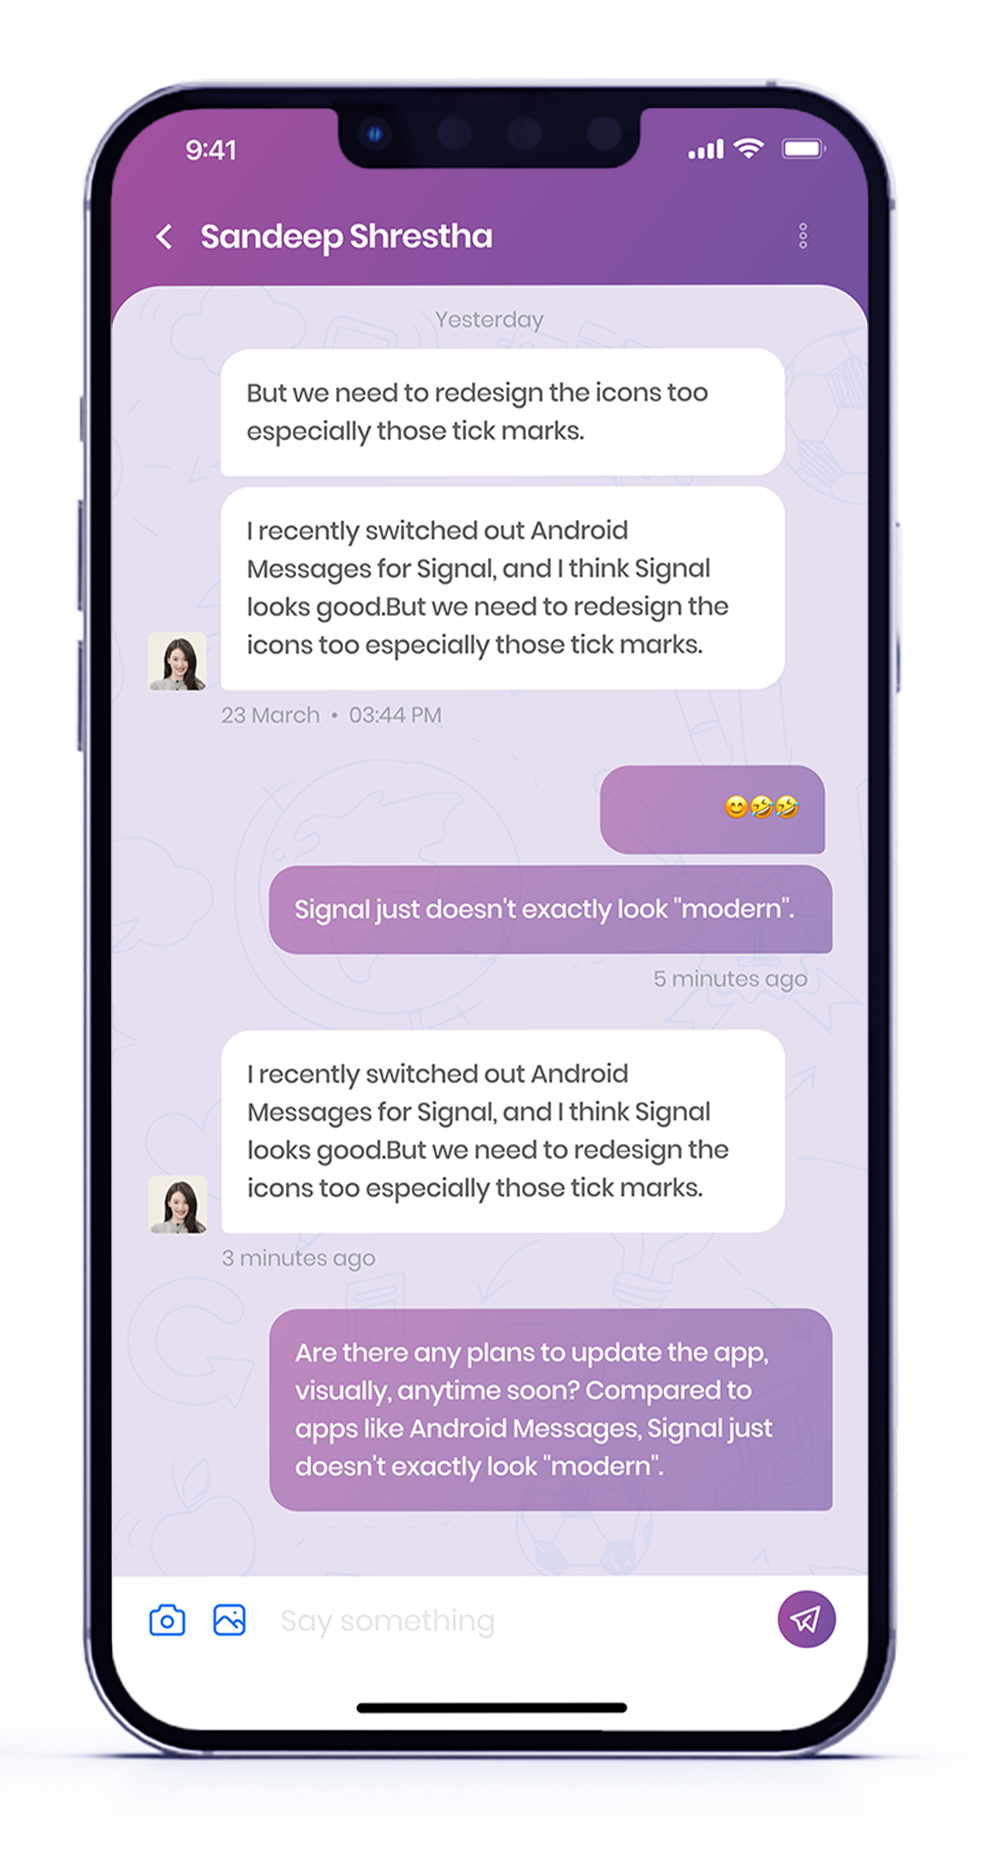 9:41
Sandeep Shrestha
Yesterday
But we need to redesign the icons too
especially those tick marks.
I recently switched out Android
Messages for Signal, and I think Signal
looks good.But we need to redesign the
icons too especially those tick marks.
23 March • 03:44 PM
😊🤣🤣
Signal just doesn't exactly look "modern".
5 minutes ago
I recently switched out Android
Messages for Signal, and I think Signal
looks good.But we need to redesign the
icons too especially those tick marks.
3 minutes ago
Are there any plans to update the app,
visually, anytime soon? Compared to
apps like Android Messages, Signal just
doesn't exactly look "modern".
Say something